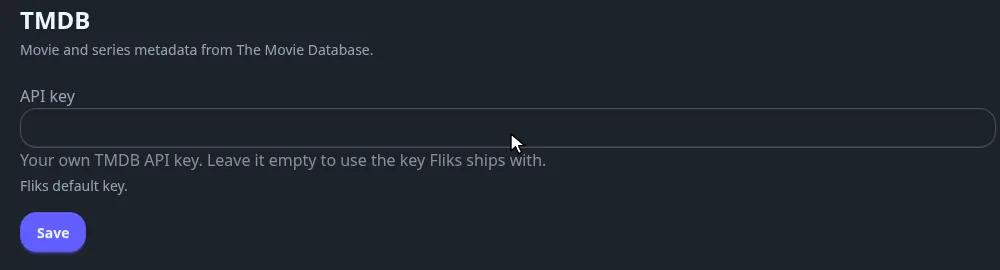 TMDB
Movie and series metadata from The Movie Database.
API key
Your own TMDB API key. Leave it empty to use the key Fliks ships with.
Fliks default key.
Save